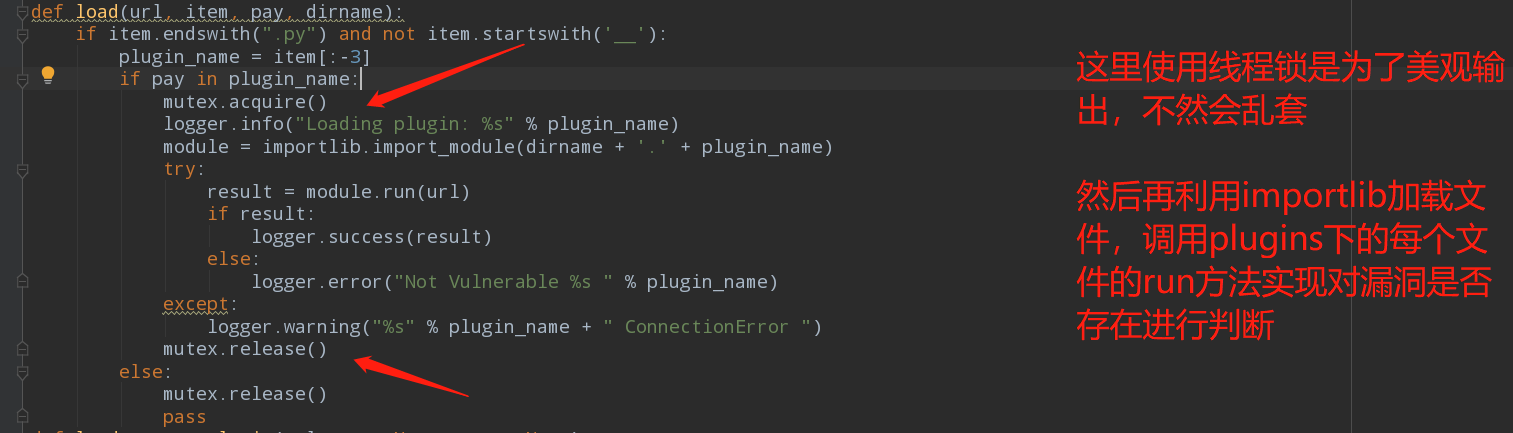 def load(url, item, pay, dirname):
    if item.endswith(".py") and not item.startswith('__'):
        plugin_name = item[:-3]
        if pay in plugin_name:
            mutex.acquire()
            logger.info("Loading plugin: %s" % plugin_name)
            module = importlib.import_module(dirname + '.' + plugin_name)
            try:
                result = module.run(url)
                if result:
                    logger.success(result)
                else:
                    logger.error("Not Vulnerable %s " % plugin_name)
            except:
                logger.warning("%s" % plugin_name + " ConnectionError ")
            mutex.release()
        else:
            mutex.release()
            pass
这里使用线程锁是为了美观输
出，不然会乱套
然后再利用importlib加载文
件，调用plugins下的每个文
件的run方法实现对漏洞是否
存在进行判断